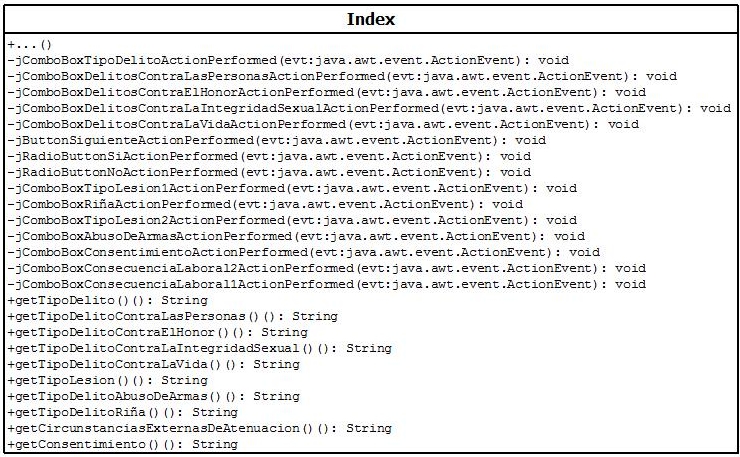 Index
+...()
-jComboBoxTipoDelitoActionPerformed(evt:java.awt.event.ActionEvent): void
-jComboBoxDelitosContraLasPersonasActionPerformed(evt:java.awt.event.ActionEvent): void
-jComboBoxDelitosContraElHonorActionPerformed(evt:java.awt.event.ActionEvent): void
-jComboBoxDelitosContraLaIntegridadSexualActionPerformed(evt:java.awt.event.ActionEvent): void
-jComboBoxDelitosContraLaVidaActionPerformed(evt:java.awt.event.ActionEvent): void
-jButtonSiguienteActionPerformed(evt:java.awt.event.ActionEvent): void
-jRadioButtonSiActionPerformed(evt:java.awt.event.ActionEvent): void
-jRadioButtonNoActionPerformed(evt:java.awt.event.ActionEvent): void
-jComboBoxTipoLesion1ActionPerformed(evt:java.awt.event.ActionEvent): void
-jComboBoxRiñaActionPerformed(evt:java.awt.event.ActionEvent): void
-jComboBoxTipoLesion2ActionPerformed(evt:java.awt.event.ActionEvent): void
-jComboBoxAbusoDeArmasActionPerformed(evt:java.awt.event.ActionEvent): void
-jComboBoxConsentimientoActionPerformed(evt:java.awt.event.ActionEvent): void
-jComboBoxConsecuenciaLaboral2ActionPerformed(evt:java.awt.event.ActionEvent): void
-jComboBoxConsecuenciaLaboral1ActionPerformed(evt:java.awt.event.ActionEvent): void
+getTipoDelito()(): String
+getTipoDelitoContraLasPersonas()(): String
+getTipoDelitoContraElHonor()(): String
+getTipoDelitoContraLaIntegridadSexual()(): String
+getTipoDelitoContraLaVida()(): String
+getTipoLesion()(): String
+getTipoDelitoAbusoDeArmas()(): String
+getTipoDelitoRiña()(): String
+getCircunstanciasExternasDeAtenuacion()(): String
+getConsentimiento()(): String